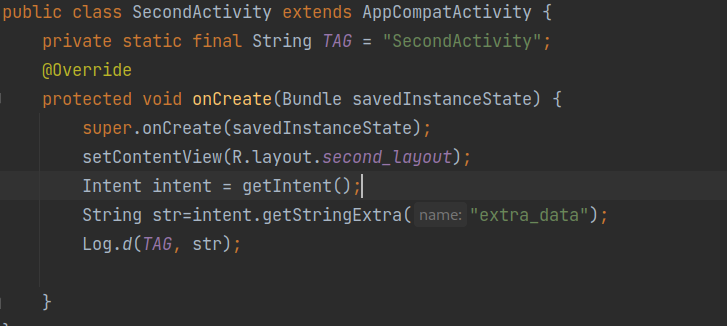 public class SecondActivity extends AppCompatActivity {
private static final String TAG = "SecondActivity";
@Override
protected void onCreate(Bundle savedInstanceState) {
super.onCreate(savedInstanceState);
setContentView(R.layout.second_layout);
Intent intent = getIntent();
String str=intent.getStringExtra( name: "extra_data");
Log.d(TAG, str);
}